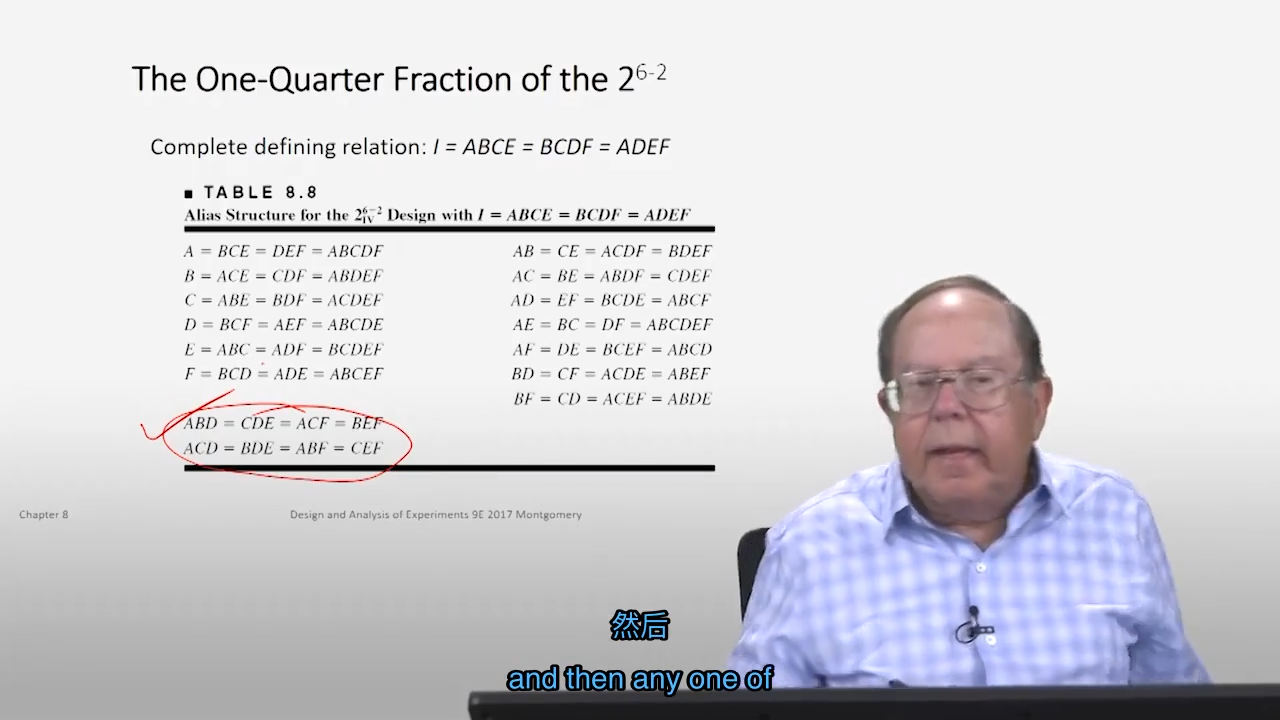 The One-Quarter Fraction of the 2^{6-2}
Complete defining relation: I = ABCE = BCDF = ADEF
■ TABLE 8.8
Alias Structure for the 2_{IV}^{6-2} Design with I = ABCE = BCDF = ADEF
A = BCE = DEF = ABCDF AB = CE = ACDF = BDEF
B = ACE = CDF = ABDEF AC = BE = ABDF = CDEF
C = ABE = BDF = ACDEF AD = EF = BCDE = ABCF
D = BCF = AEF = ABCDE AE = BC = DF = ABCDEF
E = ABC = ADF = BCDEF AF = DE = BCEF = ABCD
F = BCD = ADE = ABCEF BD = CF = ACDE = ABEF
BF = CD = ACEF = ABDE
ABD = CDE = ACF = BEF
ACD = BDE = ABF = CEF
Chapter 8 Design and Analysis of Experiments 9E 2017 Montgomery
然后
and then any one of